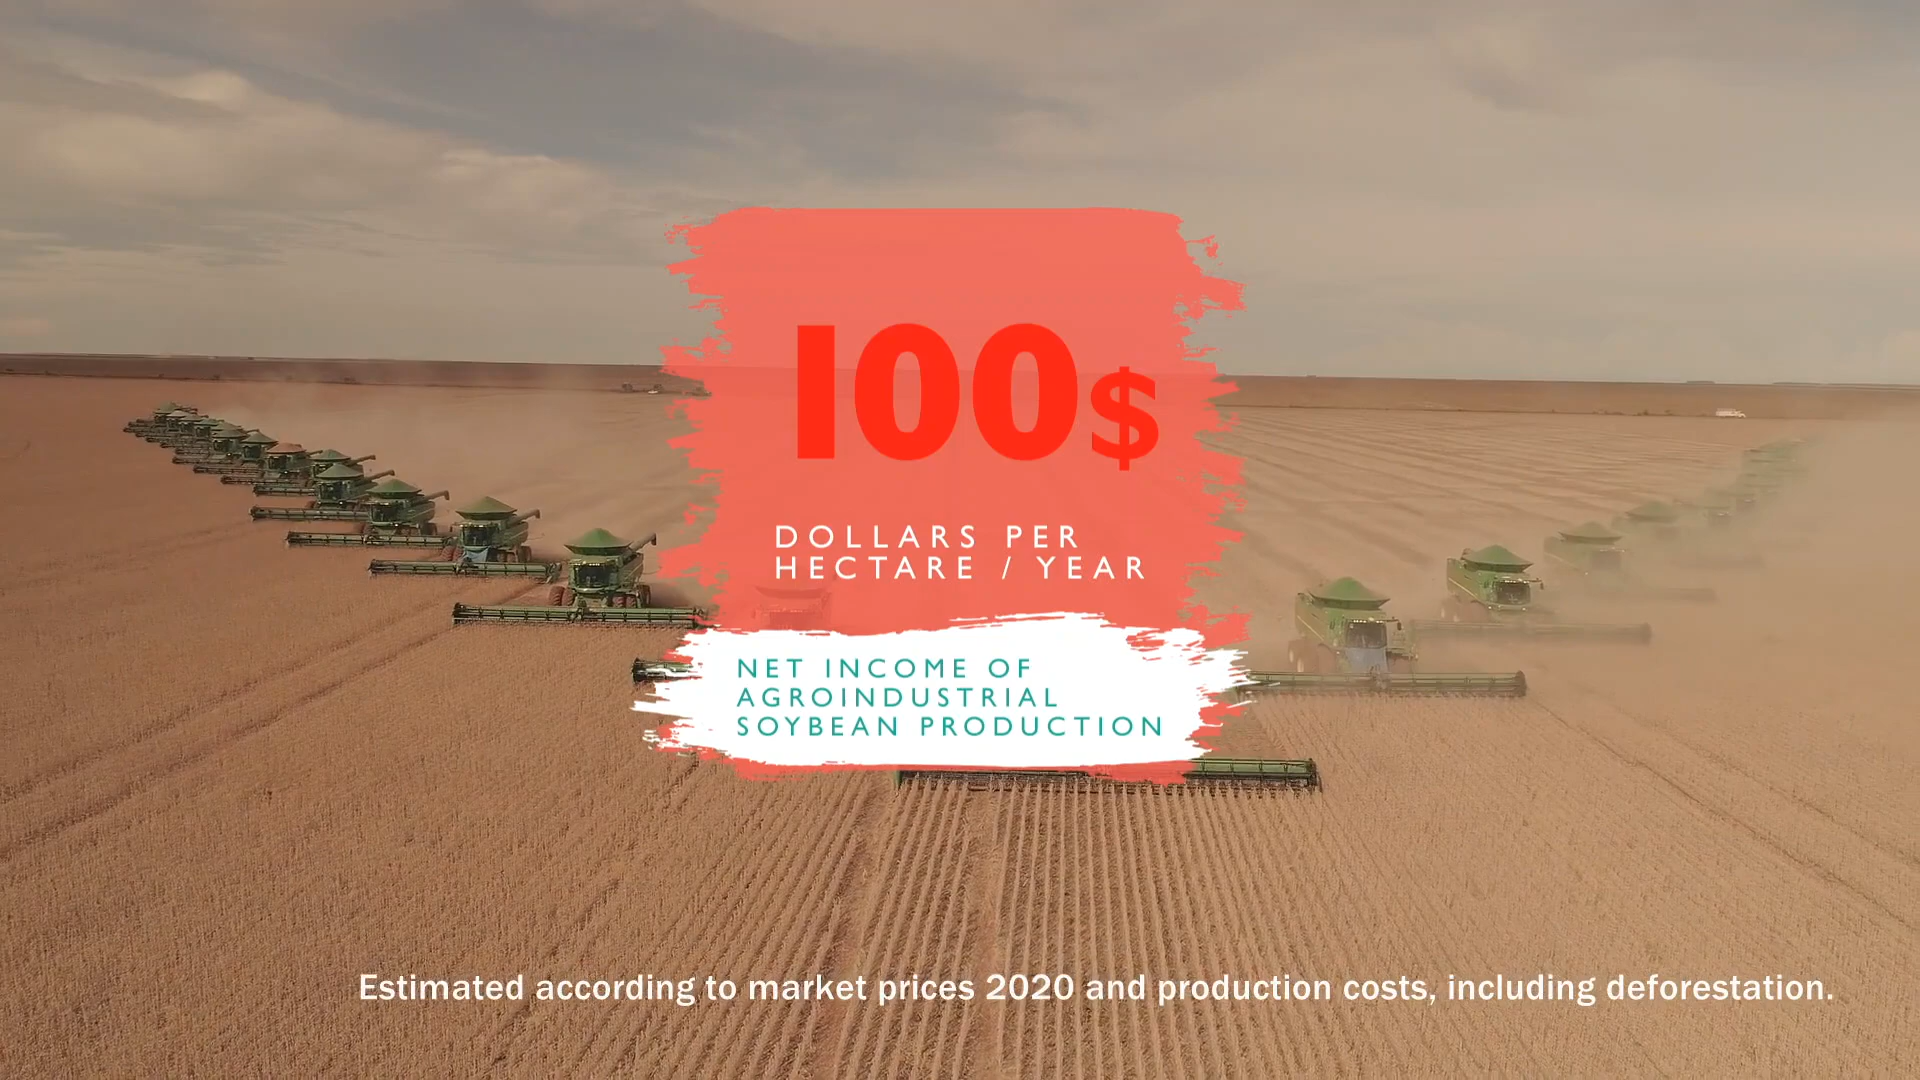 100$
DOLLARS PER
HECTARE / YEAR
NET INCOME OF
AGROINDUSTRIAL
SOYBEAN PRODUCTION
Estimated according to market prices 2020 and production costs, including deforestation.